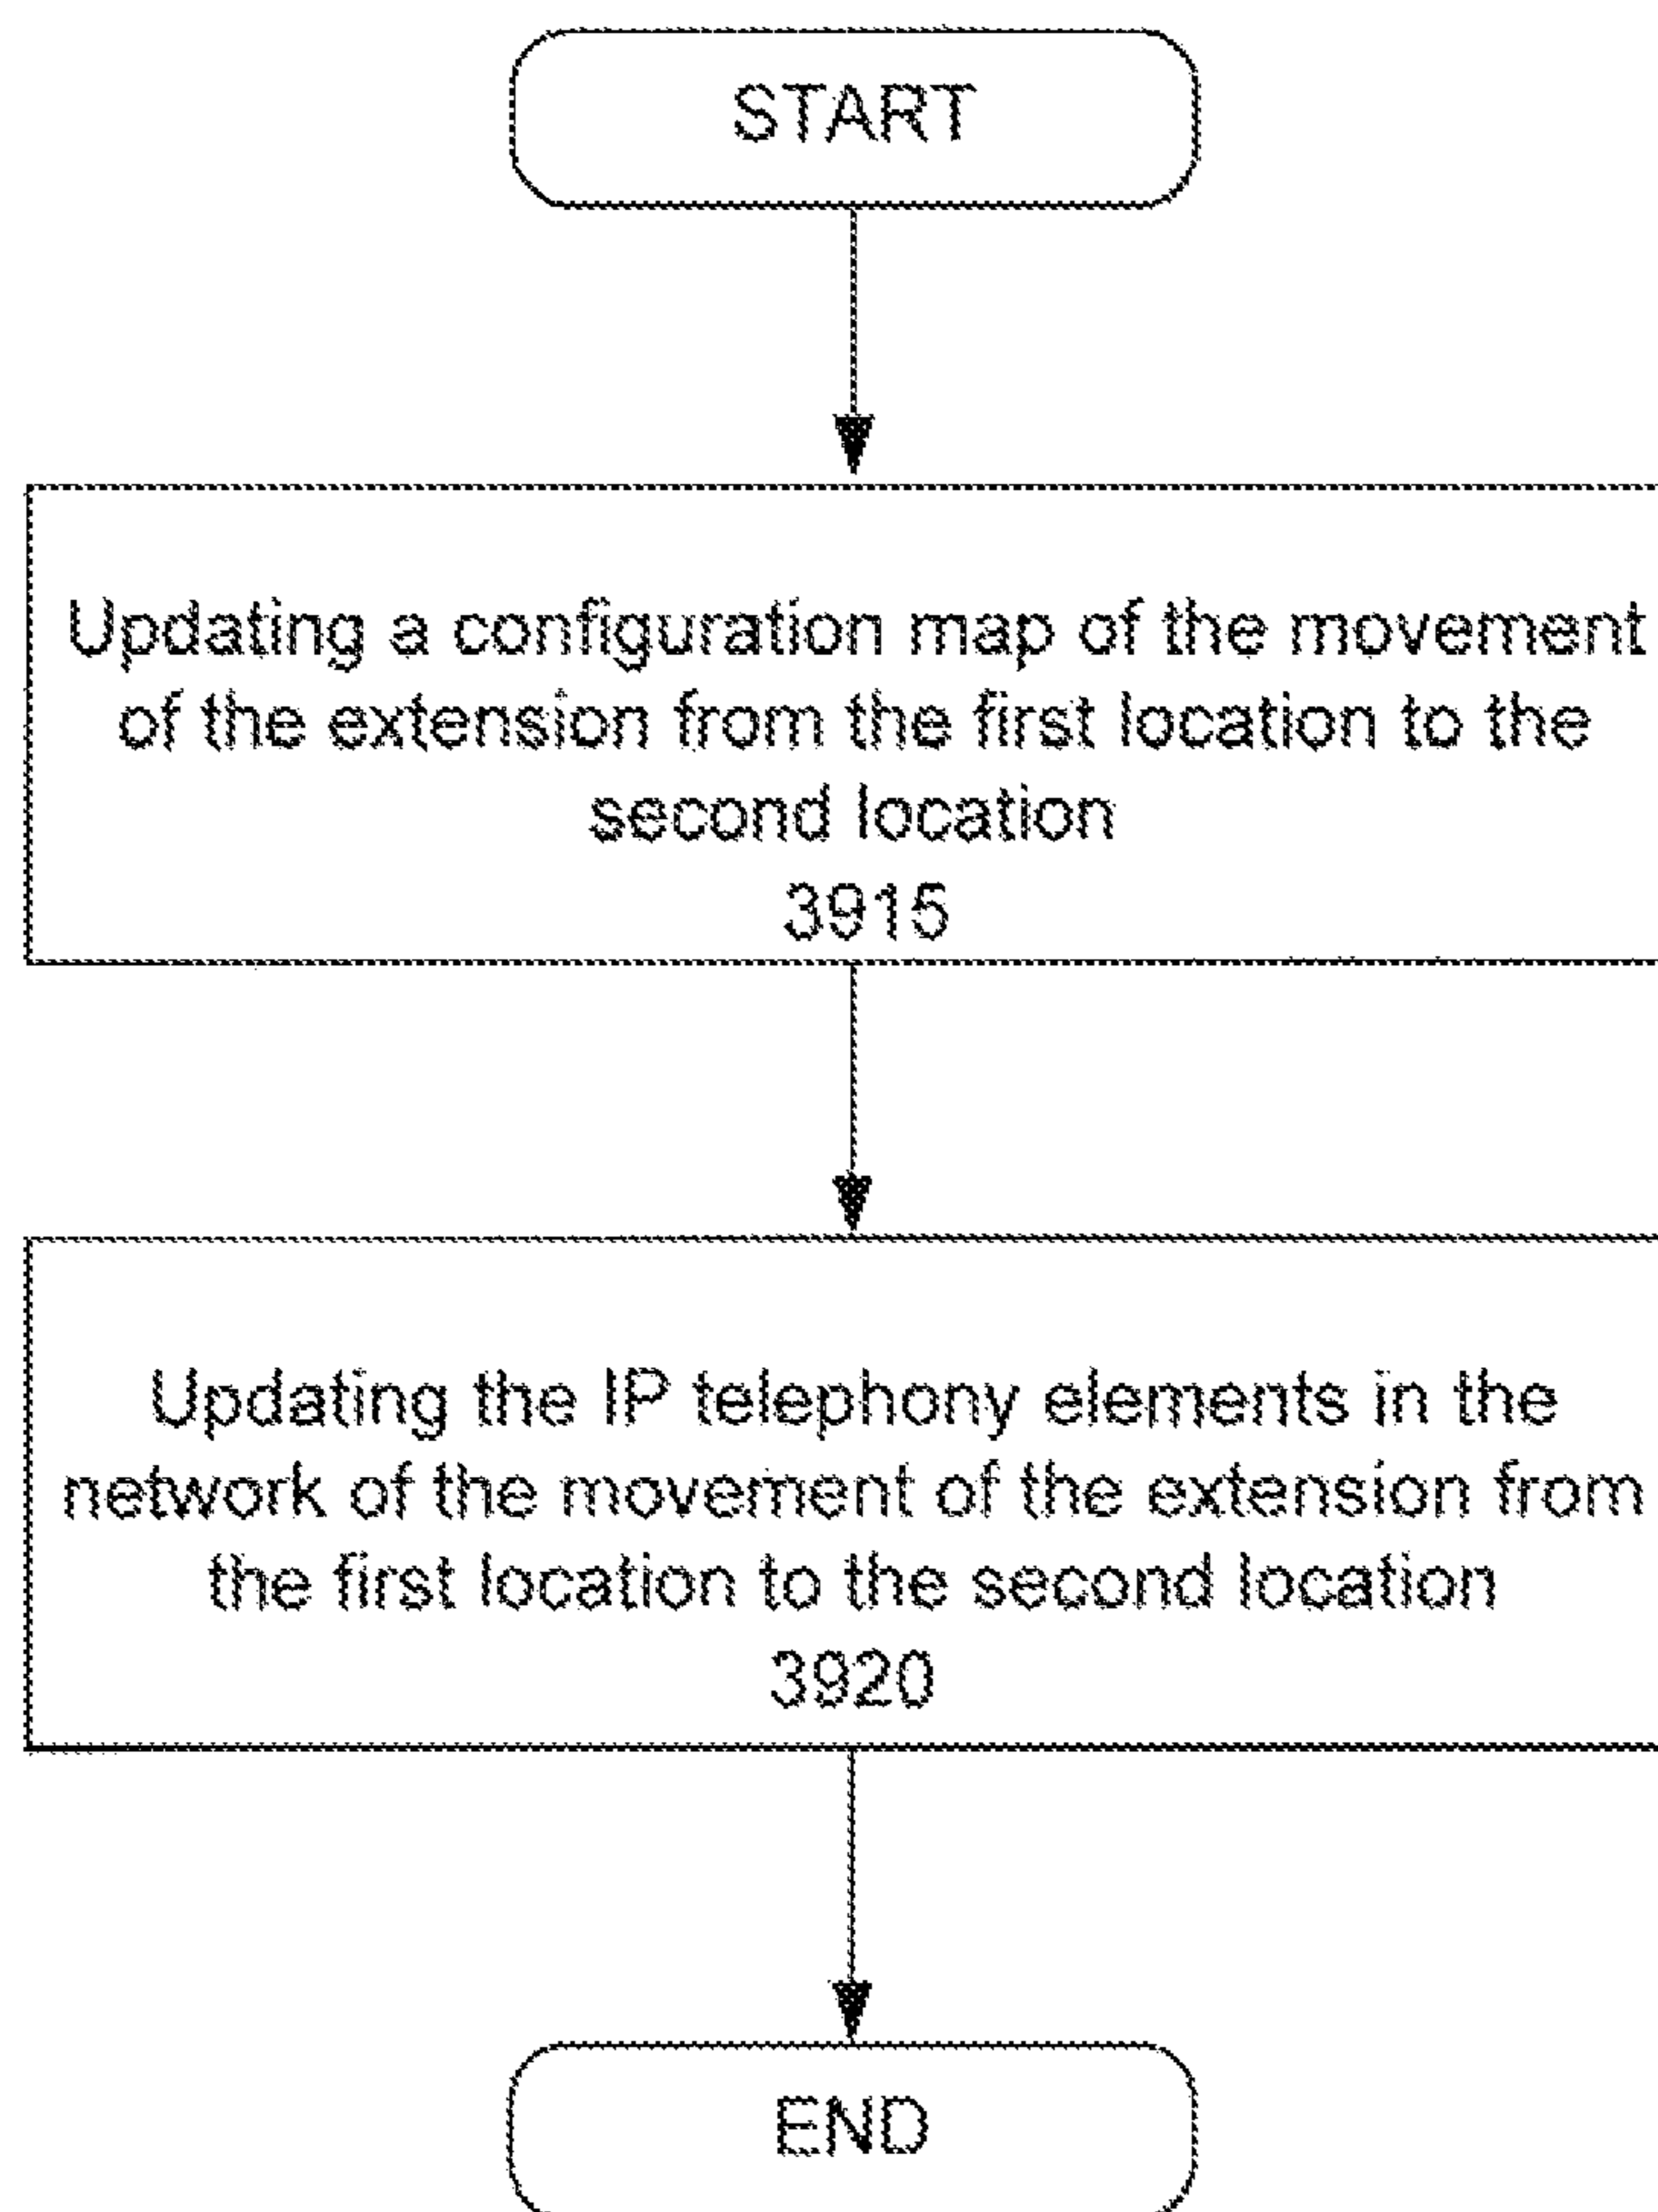 START
Updating a configuration map of the movement
of the extension from the first location to the
second location
3915
Updating the IP telephony elements in the
network of the movement of the extension from
the first location to the second location
3920
END